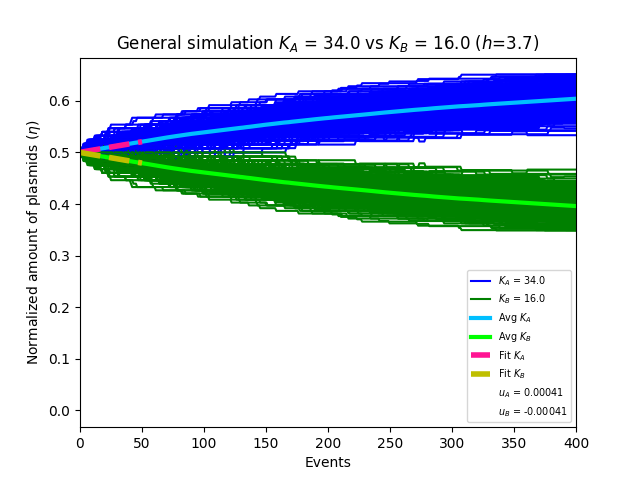 General simulation K_A = 34.0 vs K_B = 16.0 (h=3.7)
Normalized amount of plasmids (η)
0.6
0.5
0.4
0.3
0.2
0.1
0.0
K_A = 34.0
K_B = 16.0
Avg K_A
Avg K_B
Fit K_A
Fit K_B
u_A = 0.00041
u_B = -0.00041
0 50 100 150 200 250 300 350 400
Events